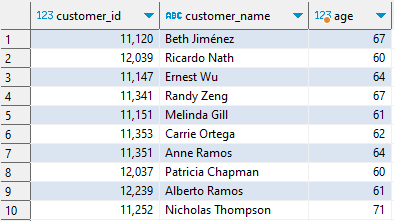 123 customer_id ABC customer_name 123 age
1 11,120 Beth Jiménez 67
2 12,039 Ricardo Nath 60
3 11,147 Ernest Wu 64
4 11,341 Randy Zeng 67
5 11,151 Melinda Gill 61
6 11,353 Carrie Ortega 62
7 11,351 Anne Ramos 64
8 12,037 Patricia Chapman 60
9 12,239 Alberto Ramos 61
10 11,252 Nicholas Thompson 71